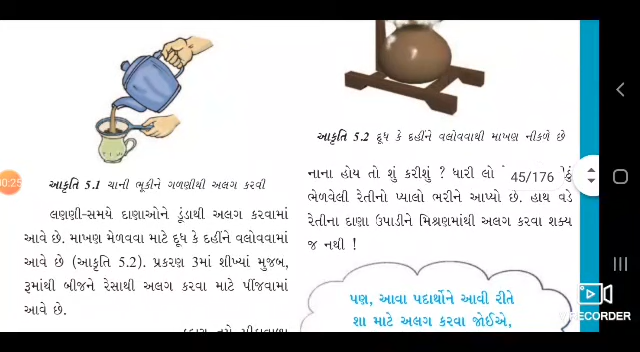 આકૃતિ 5.1 ચાની ભૂકીને ગળણીથી અલગ કરવી
લણણી-સમયે દાણાઓને ડૂંડાથી અલગ કરવામાં
આવે છે. માખણ મેળવવા માટે દૂધ કે દહીંને વલોવવામાં
આવે છે (આકૃતિ 5.2). પ્રકરણ 3માં શીખ્યાં મુજબ,
રૂમાંથી બીજને રેસાથી અલગ કરવા માટે પીંજવામાં
આવે છે.
આકૃતિ 5.2 દૂધ કે દહીંને વલોવવાથી માખણ નીકળે છે
નાના હોય તો શું કરીશું ? ધારી લો
ભેળવેલી રેતીનો પ્યાલો ભરીને આપ્યો છે. હાથ વડે
રેતીના દાણા ઉપાડીને મિશ્રણમાંથી અલગ કરવા શક્ય
જ નથી !
પણ, આવા પદાર્થોને આવી રીતે
શા માટે અલગ કરવા જોઈએ,
45/176
0:25
RECORDER